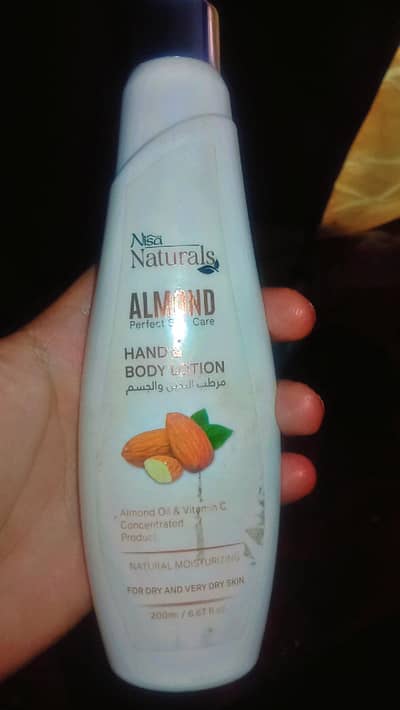 Nisa
Naturals
ALMOND
Perfect Skin Care
HAND &
BODY LOTION
مرطب اليدين والجسم
Almond Oil & Vitamin C
Concentrated
Product
NATURAL MOISTURIZING
FOR DRY AND VERY DRY SKIN
200ml / 6.67 fl oz